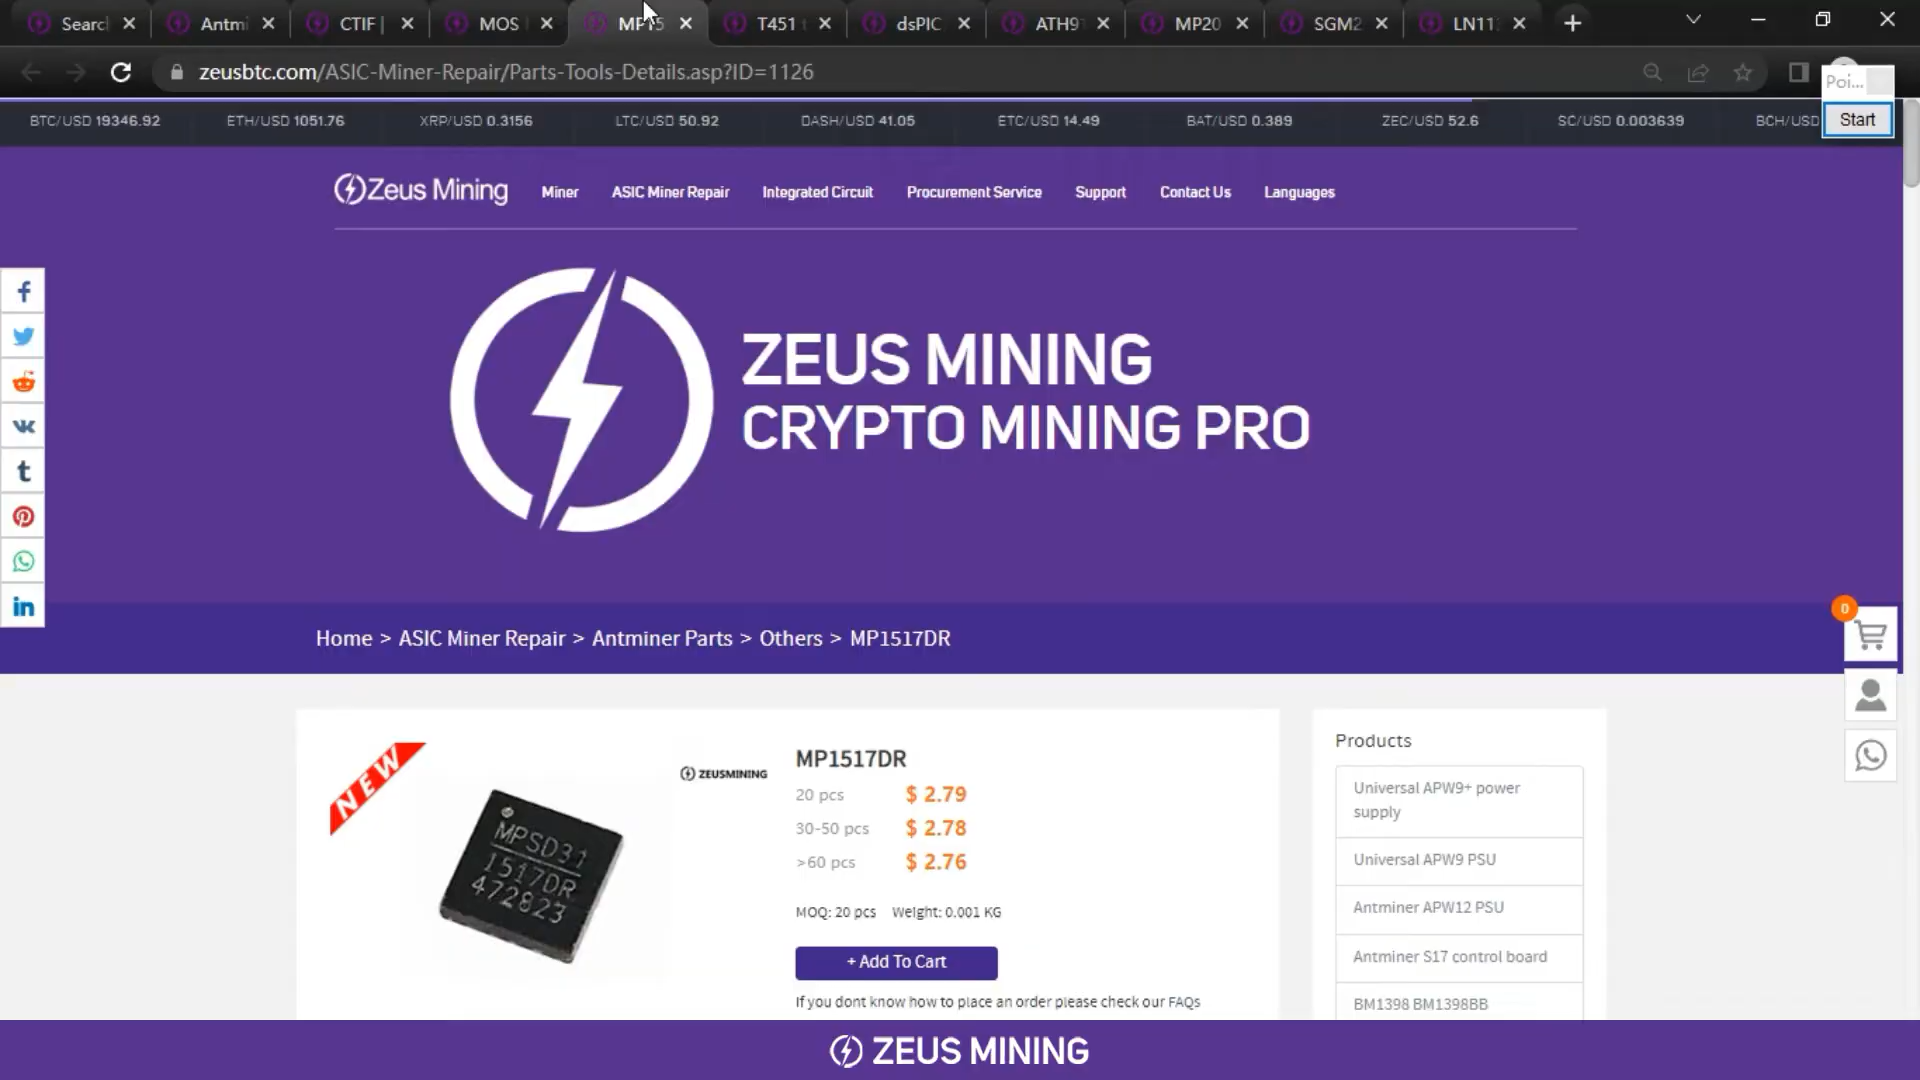 Searc
Antmi
CTIF |
MOS
MP15
T451
dsPIC
ATH9
MP20
SGM2
LN11
zeusbtc.com/ASIC-Miner-Repair/Parts-Tools-Details.asp?ID=1126
Poi...
Start
BTC/USD 19346.92
ETH/USD 1051.76
XRP/USD 0.3156
LTC/USD 50.92
DASH/USD 41.05
ETC/USD 14.49
BAT/USD 0.389
ZEC/USD 52.6
SC/USD 0.003639
BCH/USD
Zeus Mining
Miner
ASIC Miner Repair
Integrated Circuit
Procurement Service
Support
Contact Us
Languages
ZEUS MINING
CRYPTO MINING PRO
0
Home > ASIC Miner Repair > Antminer Parts > Others > MP1517DR
NEW
ZEUSMINING
MPSD31
1517DR
472823
MP1517DR
20 pcs $ 2.79
30-50 pcs $ 2.78
>60 pcs $ 2.76
MOQ: 20 pcs Weight: 0.001 KG
+ Add To Cart
If you dont know how to place an order please check our FAQs
Products
Universal APW9+ power
supply
Universal APW9 PSU
Antminer APW12 PSU
Antminer S17 control board
BM1398 BM1398BB
ZEUS MINING